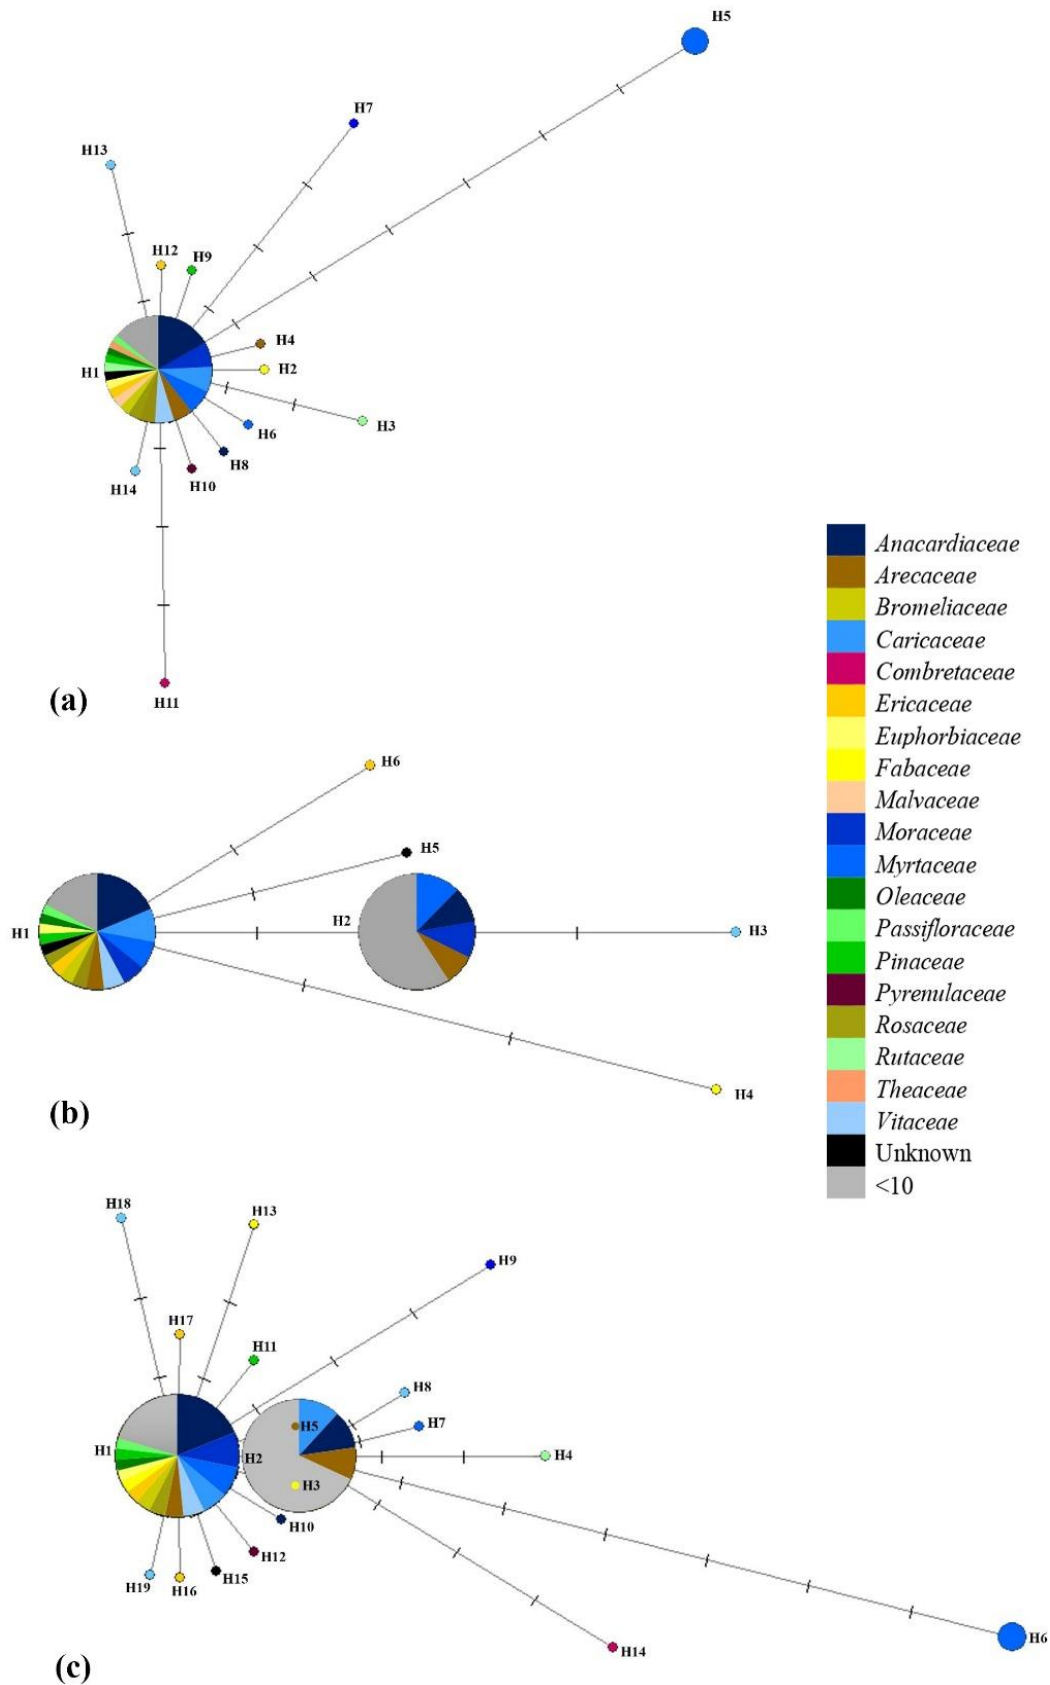 H5
H7
H13
H12
H9
H4
H2
H1
H3
H6
H8
H10
H14
H11
(a)
Anacardiaceae
Arecaceae
Bromeliaceae
Caricaceae
Combretaceae
Ericaceae
Euphorbiaceae
Fabaceae
Malvaceae
Moraceae
Myrtaceae
Oleaceae
Passifloraceae
Pinaceae
Pyrenulaceae
Rosaceae
Rutaceae
Theaceae
Vitaceae
Unknown
<10
H6
H5
H2
H1
H3
H4
(b)
H18
H13
H9
H17
H11
H8
H7
H5
H1
H2
H4
H3
H10
H12
H15
H16
H19
H14
H6
(c)